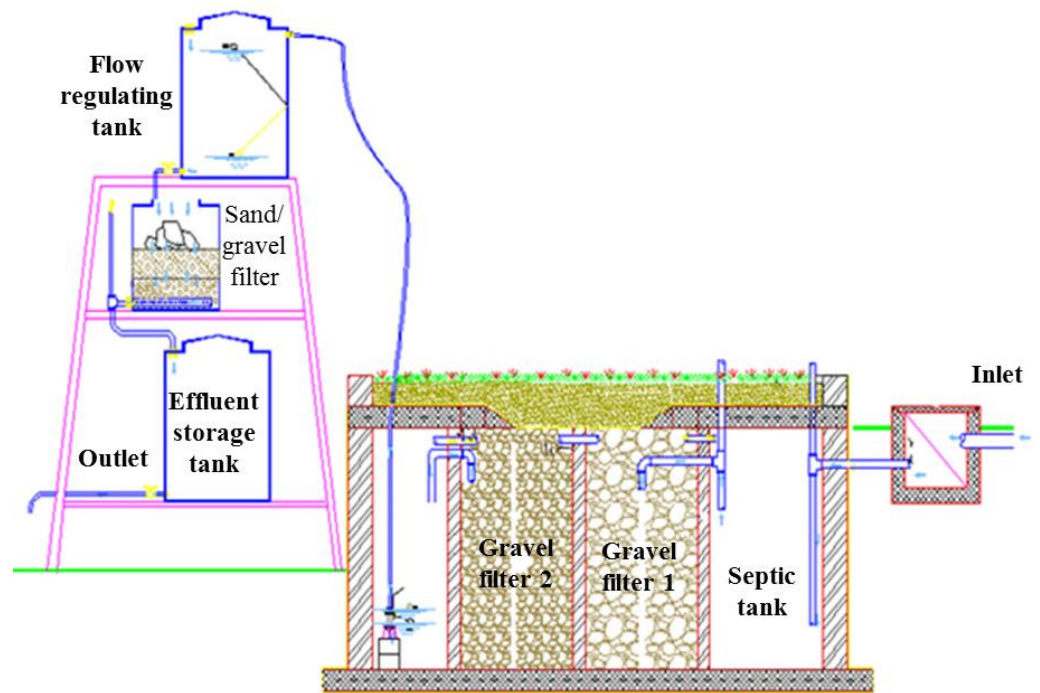 Flow
regulating
tank
Sand/
gravel
filter
Effluent
storage
tank
Outlet
Inlet
Gravel
filter 2
Gravel
filter 1
Septic
tank